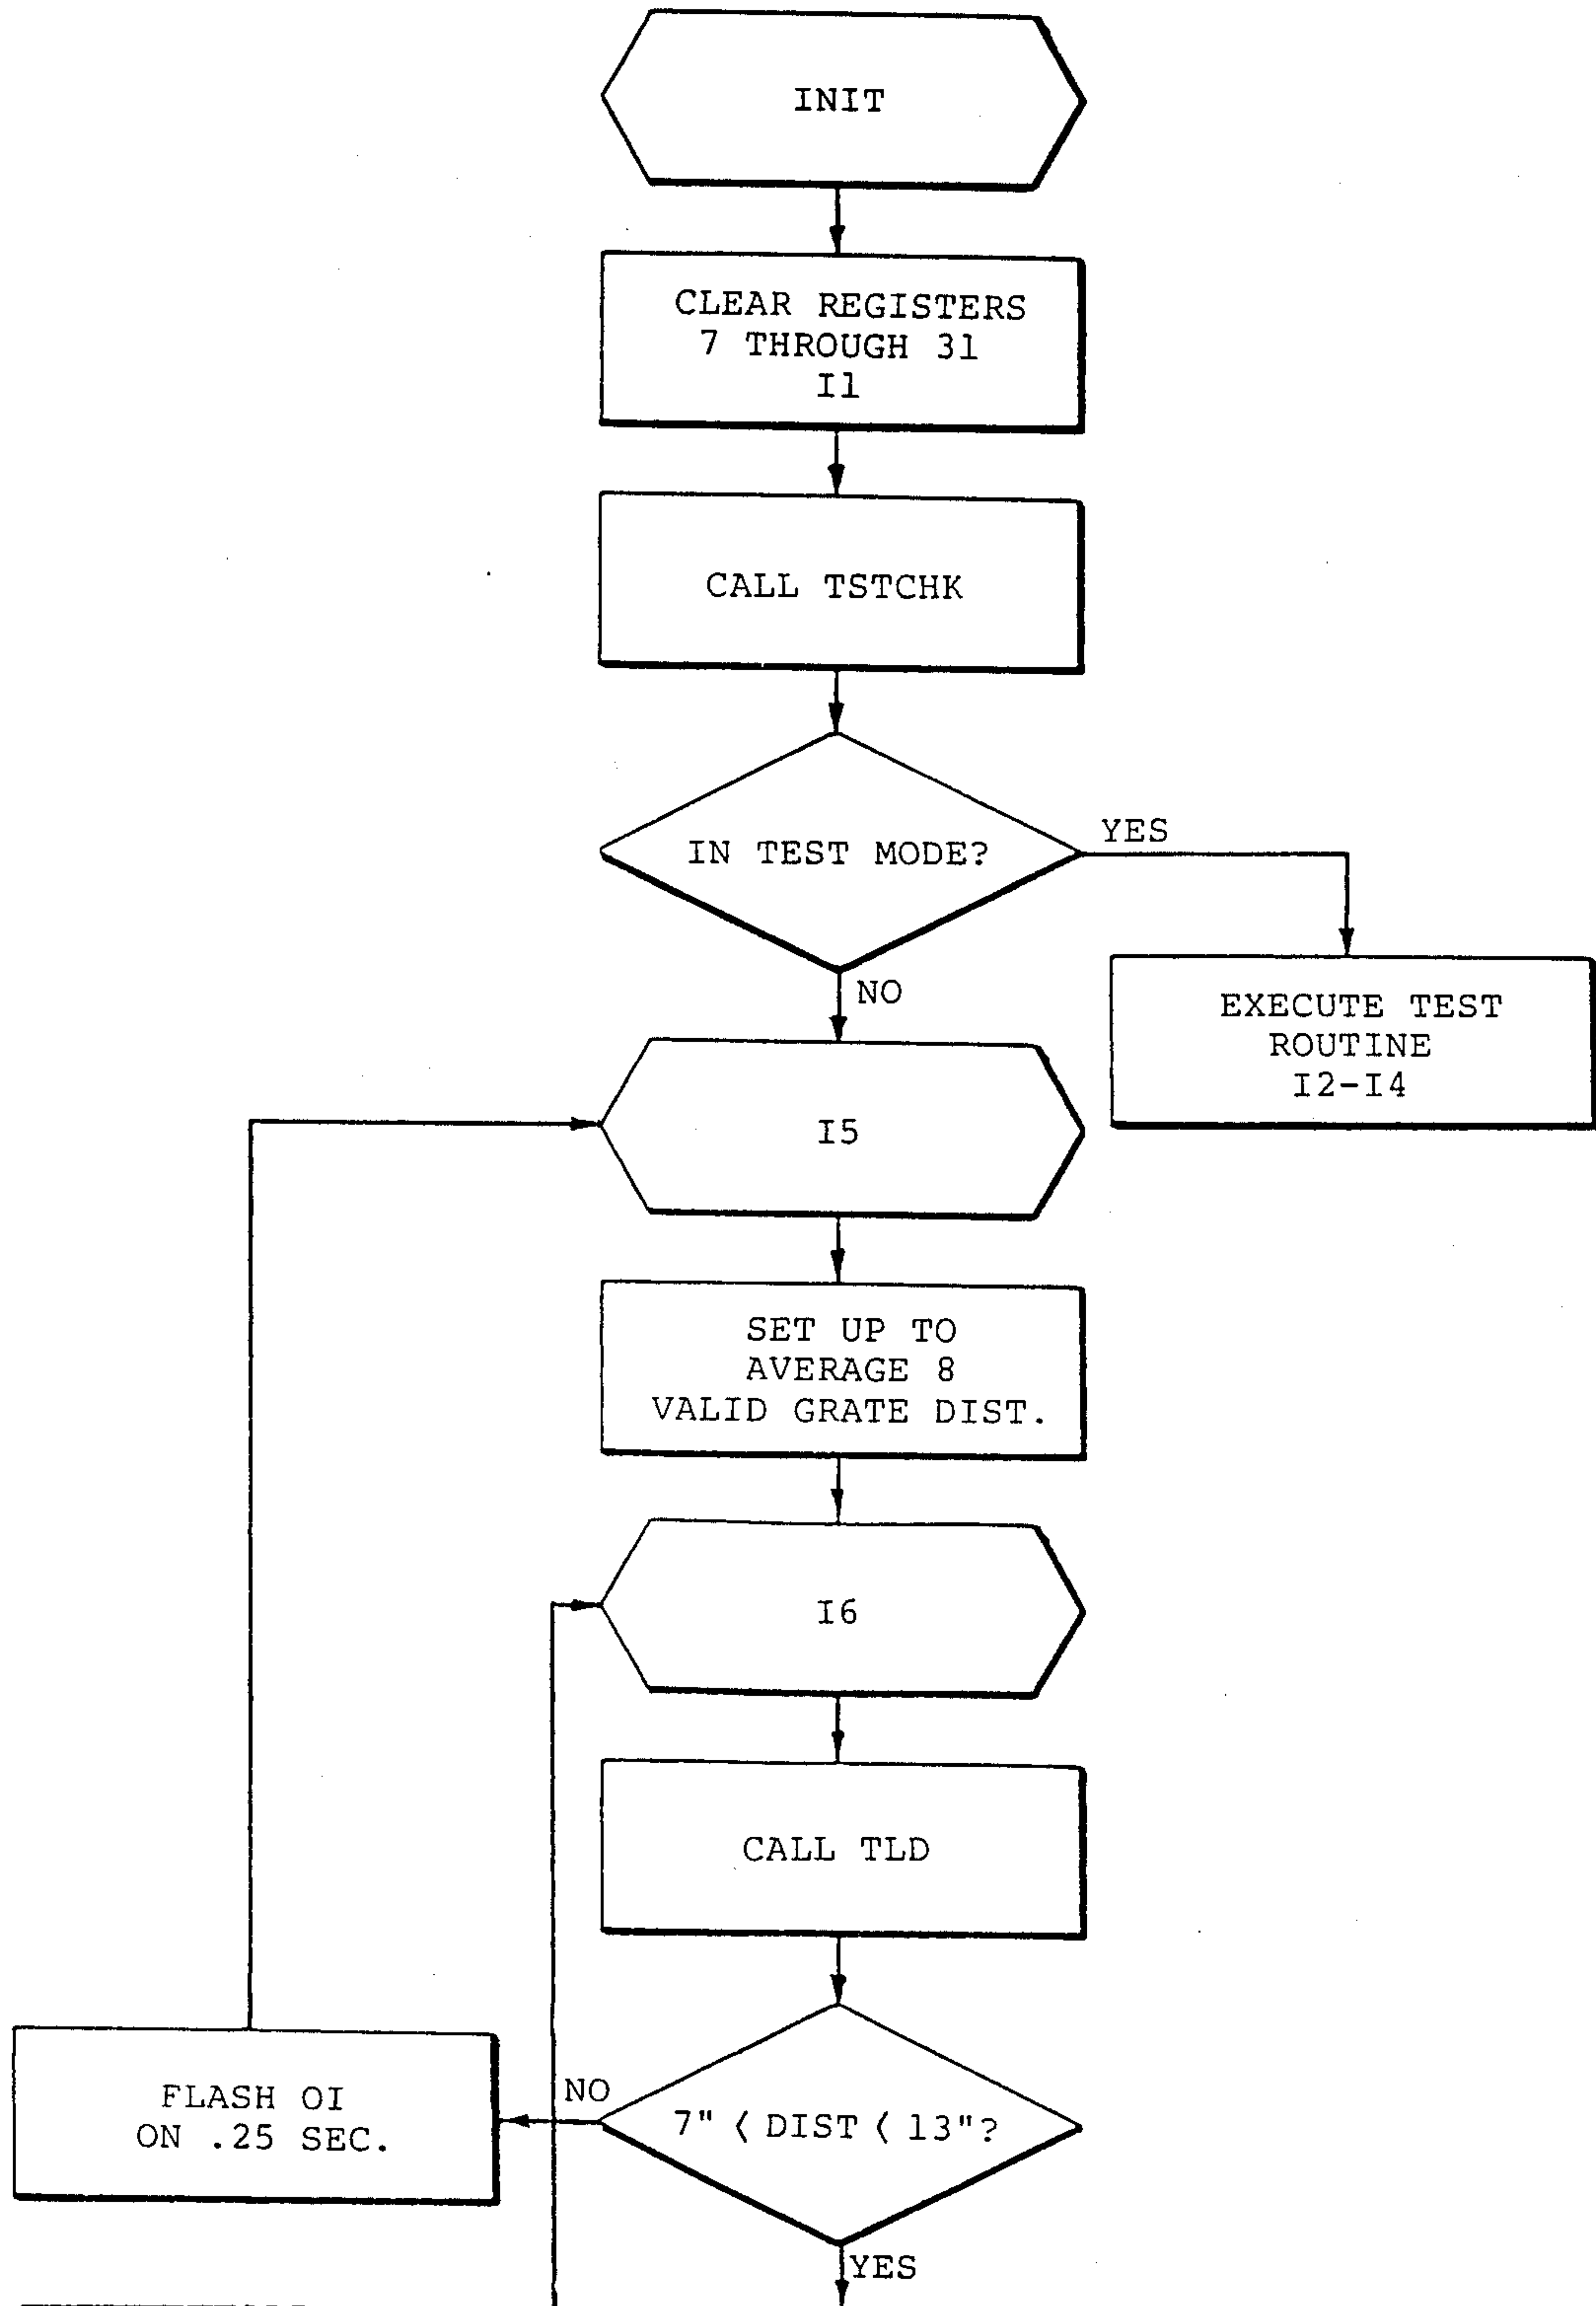 INIT
CLEAR REGISTERS
7 THROUGH 31
I1
CALL TSTCHK
IN TEST MODE?
YES
NO
EXECUTE TEST
ROUTINE
I2-I4
I5
SET UP TO
AVERAGE 8
VALID GRATE DIST.
I6
CALL TLD
FLASH OI
ON .25 SEC.
NO
7" < DIST < 13"?
YES